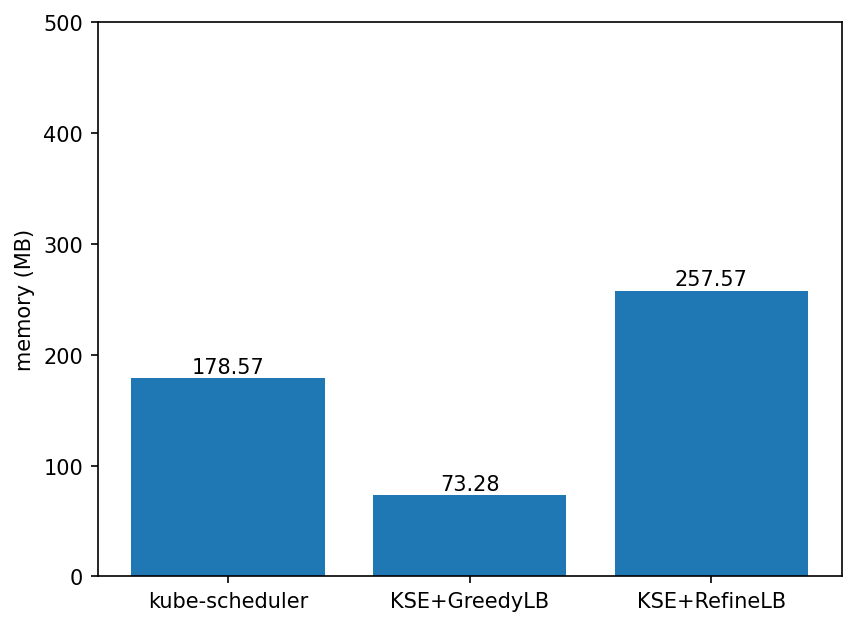 500
400
300
200
100
0
memory (MB)
178.57
73.28
257.57
kube-scheduler
KSE+GreedyLB
KSE+RefineLB